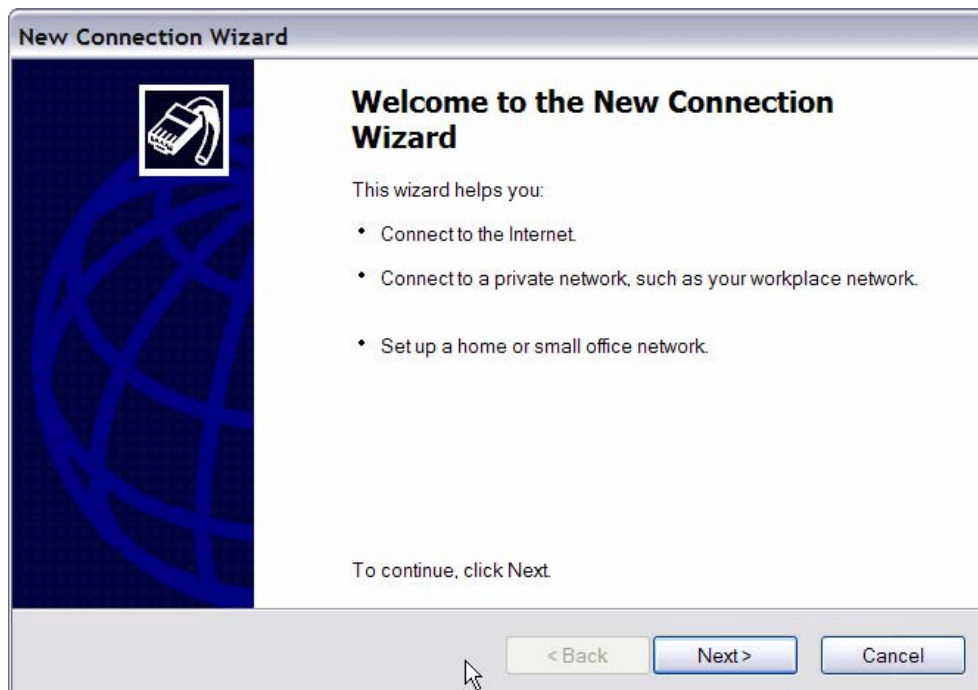 New Connection Wizard
Welcome to the New Connection
Wizard
This wizard helps you:
• Connect to the Internet.
• Connect to a private network, such as your workplace network.
• Set up a home or small office network.
To continue, click Next.
< Back Next > Cancel